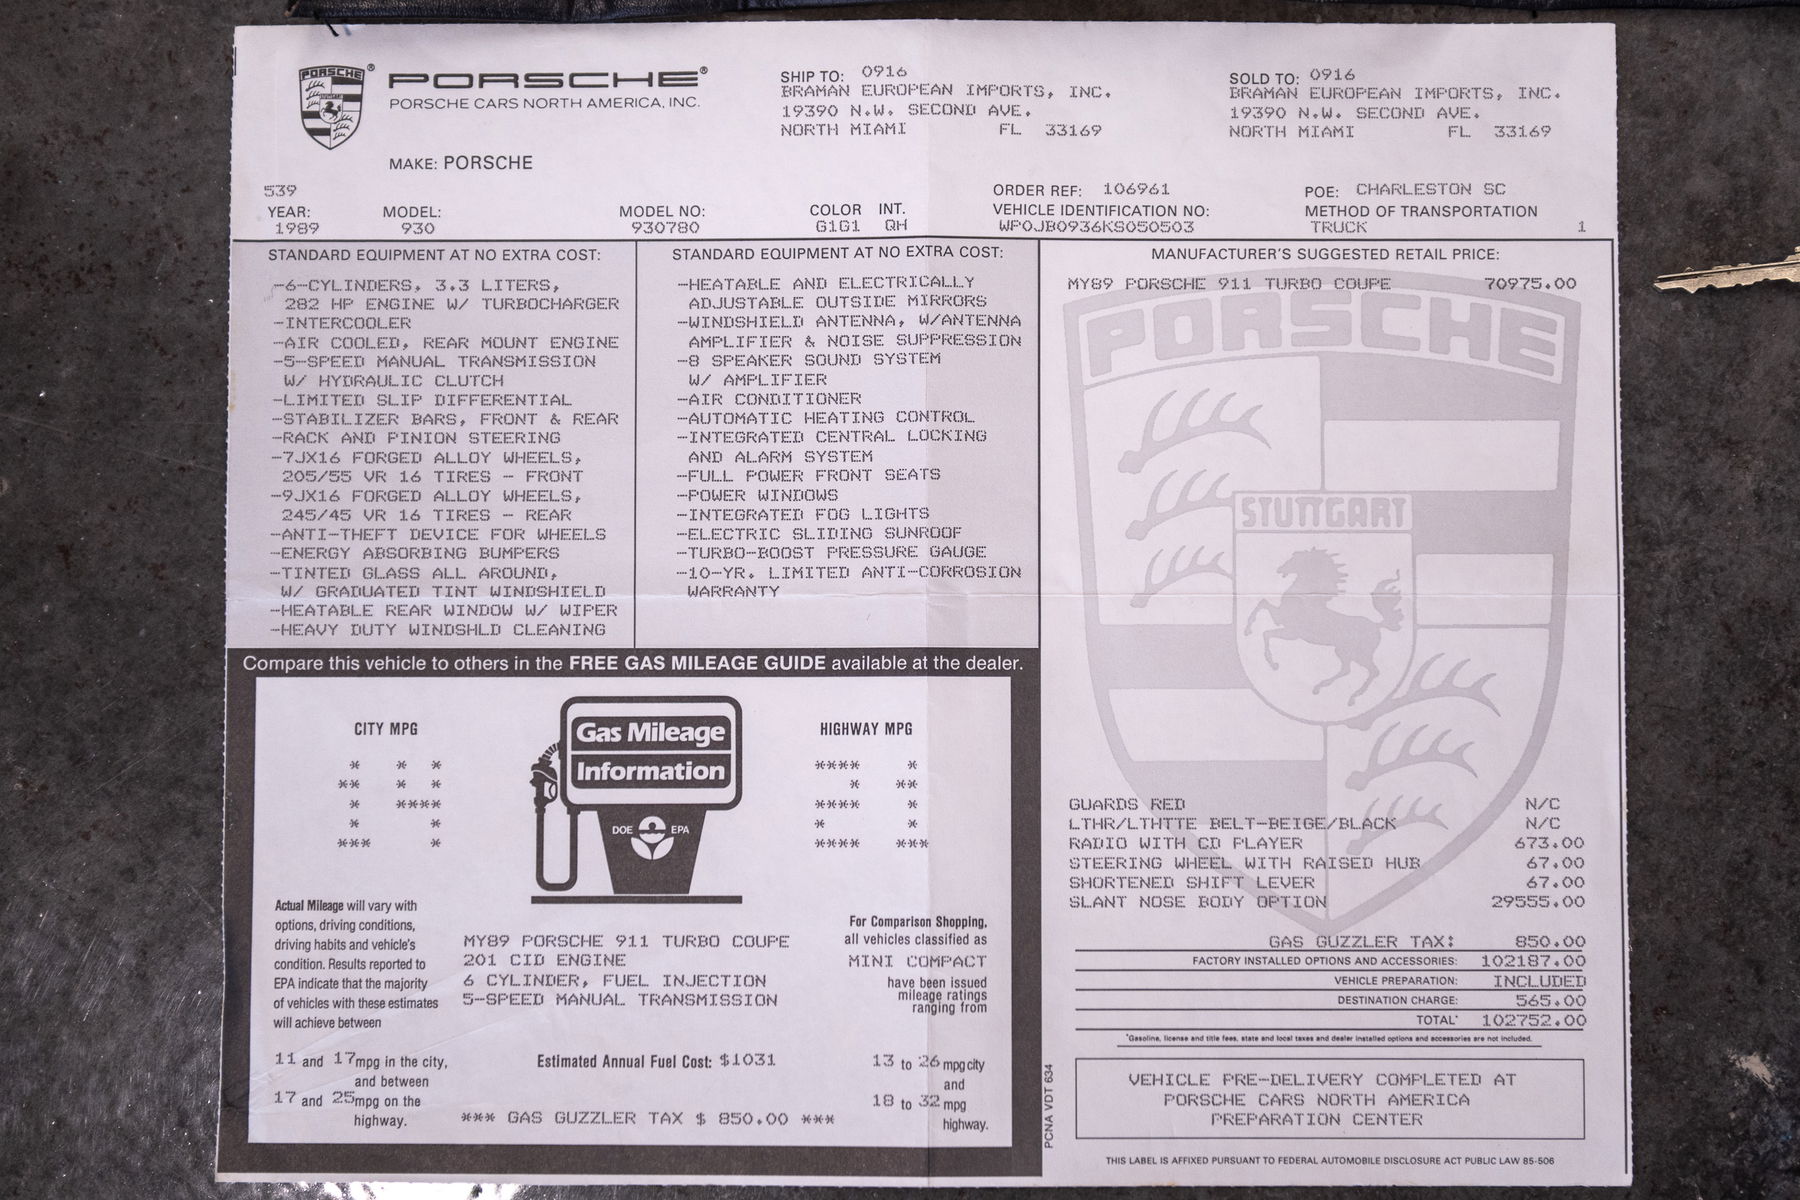 PORSCHE
PORSCHE®
PORSCHE CARS NORTH AMERICA, INC.
MAKE: PORSCHE
SHIP TO: 0916
BRAMAN EUROPEAN IMPORTS, INC.
19390 N.W. SECOND AVE.
NORTH MIAMI FL 33169
SOLD TO: 0916
BRAMAN EUROPEAN IMPORTS, INC.
19390 N.W. SECOND AVE.
NORTH MIAMI FL 33169
539
YEAR: 1989
MODEL: 930
MODEL NO: 930780
COLOR G1G1
INT. QH
ORDER REF: 106961
VEHICLE IDENTIFICATION NO:
WP0JB0936KS050503
POE: CHARLESTON SC
METHOD OF TRANSPORTATION
TRUCK 1
STANDARD EQUIPMENT AT NO EXTRA COST:
-6-CYLINDERS, 3.3 LITERS,
282 HP ENGINE W/ TURBOCHARGER
-INTERCOOLER
-AIR COOLED, REAR MOUNT ENGINE
-5-SPEED MANUAL TRANSMISSION
W/ HYDRAULIC CLUTCH
-LIMITED SLIP DIFFERENTIAL
-STABILIZER BARS, FRONT & REAR
-RACK AND PINION STEERING
-7JX16 FORGED ALLOY WHEELS,
205/55 VR 16 TIRES - FRONT
-9JX16 FORGED ALLOY WHEELS,
245/45 VR 16 TIRES - REAR
-ANTI-THEFT DEVICE FOR WHEELS
-ENERGY ABSORBING BUMPERS
-TINTED GLASS ALL AROUND,
W/ GRADUATED TINT WINDSHIELD
-HEATABLE REAR WINDOW W/ WIPER
-HEAVY DUTY WINDSHLD CLEANING
STANDARD EQUIPMENT AT NO EXTRA COST:
-HEATABLE AND ELECTRICALLY
ADJUSTABLE OUTSIDE MIRRORS
-WINDSHIELD ANTENNA, W/ANTENNA
AMPLIFIER & NOISE SUPPRESSION
-8 SPEAKER SOUND SYSTEM
W/ AMPLIFIER
-AIR CONDITIONER
-AUTOMATIC HEATING CONTROL
-INTEGRATED CENTRAL LOCKING
AND ALARM SYSTEM
-FULL POWER FRONT SEATS
-POWER WINDOWS
-INTEGRATED FOG LIGHTS
-ELECTRIC SLIDING SUNROOF
-TURBO-BOOST PRESSURE GAUGE
-10-YR. LIMITED ANTI-CORROSION
WARRANTY
MANUFACTURER'S SUGGESTED RETAIL PRICE:
MY89 PORSCHE 911 TURBO COUPE 70975.00
PORSCHE
STUTTGART
GUARDS RED N/C
LTHR/LTHTTE BELT-BEIGE/BLACK N/C
RADIO WITH CD PLAYER 673.00
STEERING WHEEL WITH RAISED HUB 67.00
SHORTENED SHIFT LEVER 67.00
SLANT NOSE BODY OPTION 29555.00
GAS GUZZLER TAX: 850.00
FACTORY INSTALLED OPTIONS AND ACCESSORIES: 102187.00
VEHICLE PREPARATION: INCLUDED
DESTINATION CHARGE: 565.00
TOTAL* 102752.00
*Gasoline, license and title fees, state and local taxes and dealer installed options and accessories are not included.
VEHICLE PRE-DELIVERY COMPLETED AT
PORSCHE CARS NORTH AMERICA
PREPARATION CENTER
THIS LABEL IS AFFIXED PURSUANT TO FEDERAL AUTOMOBILE DISCLOSURE ACT PUBLIC LAW 85-506
PCNA VDT 634
Compare this vehicle to others in the FREE GAS MILEAGE GUIDE available at the dealer.
CITY MPG
14
Gas Mileage
Information
DOE EPA
HIGHWAY MPG
21
Actual Mileage will vary with
options, driving conditions,
driving habits and vehicle's
condition. Results reported to
EPA indicate that the majority
of vehicles with these estimates
will achieve between
11 and 17 mpg in the city,
and between
17 and 25 mpg on the
highway.
MY89 PORSCHE 911 TURBO COUPE
201 CID ENGINE
6 CYLINDER, FUEL INJECTION
5-SPEED MANUAL TRANSMISSION
Estimated Annual Fuel Cost: $1031
*** GAS GUZZLER TAX $ 850.00 ***
For Comparison Shopping,
all vehicles classified as
MINI COMPACT
have been issued
mileage ratings
ranging from
13 to 26 mpg city
and
18 to 32 mpg
highway.